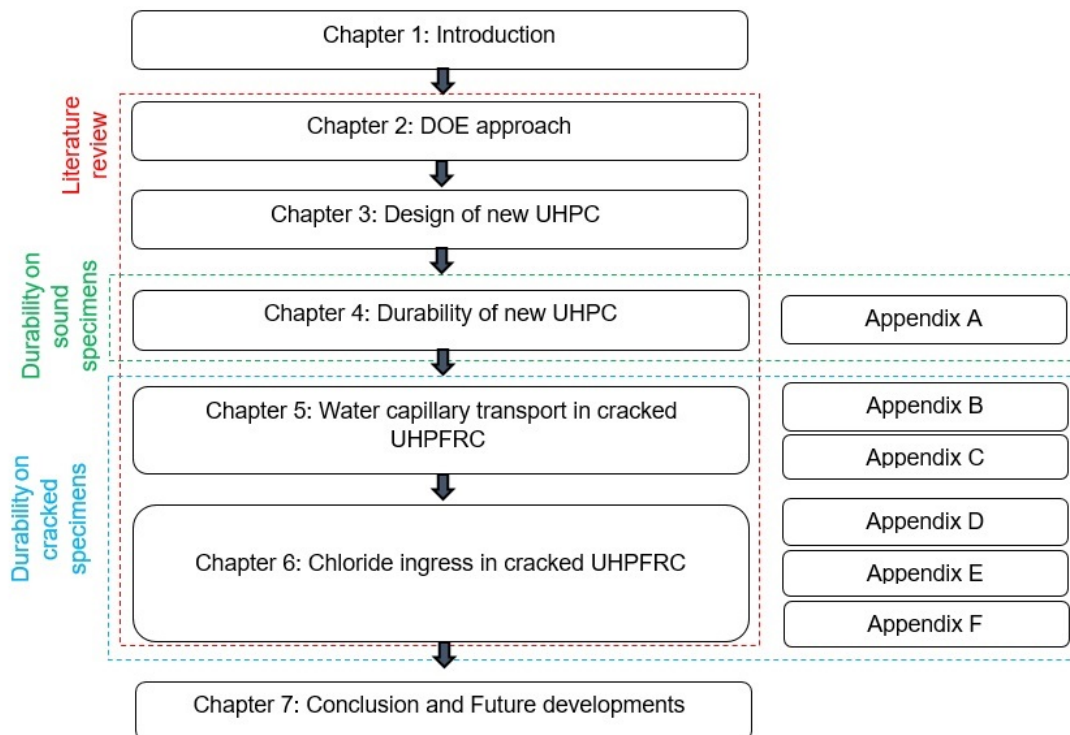 Chapter 1: Introduction
Literature
review
Chapter 2: DOE approach
Chapter 3: Design of new UHPC
Durability on
sound
specimens
Chapter 4: Durability of new UHPC
Appendix A
Durability on
cracked
specimens
Chapter 5: Water capillary transport in cracked
UHPFRC
Appendix B
Appendix C
Chapter 6: Chloride ingress in cracked UHPFRC
Appendix D
Appendix E
Appendix F
Chapter 7: Conclusion and Future developments